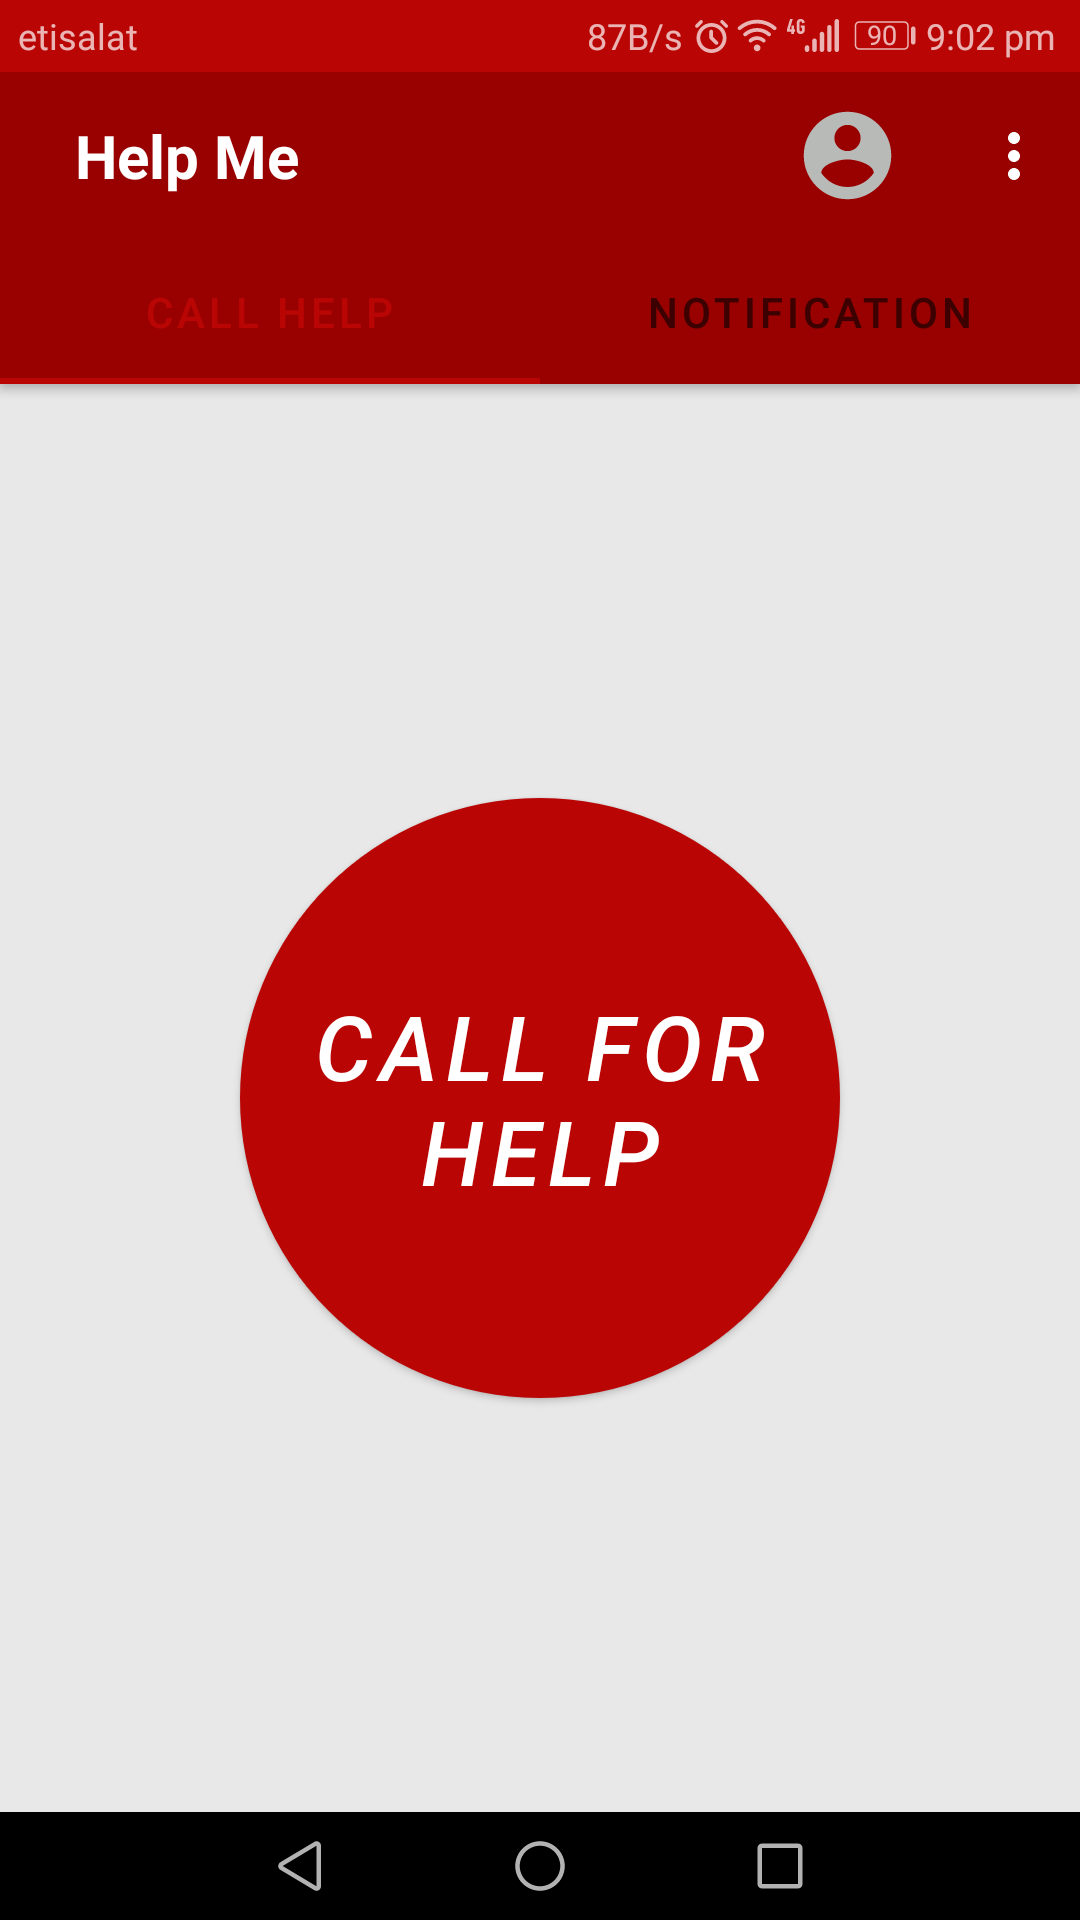 etisalat 87B/s 4G 90 9:02 pm
Help Me
CALL HELP NOTIFICATION
CALL FOR
HELP